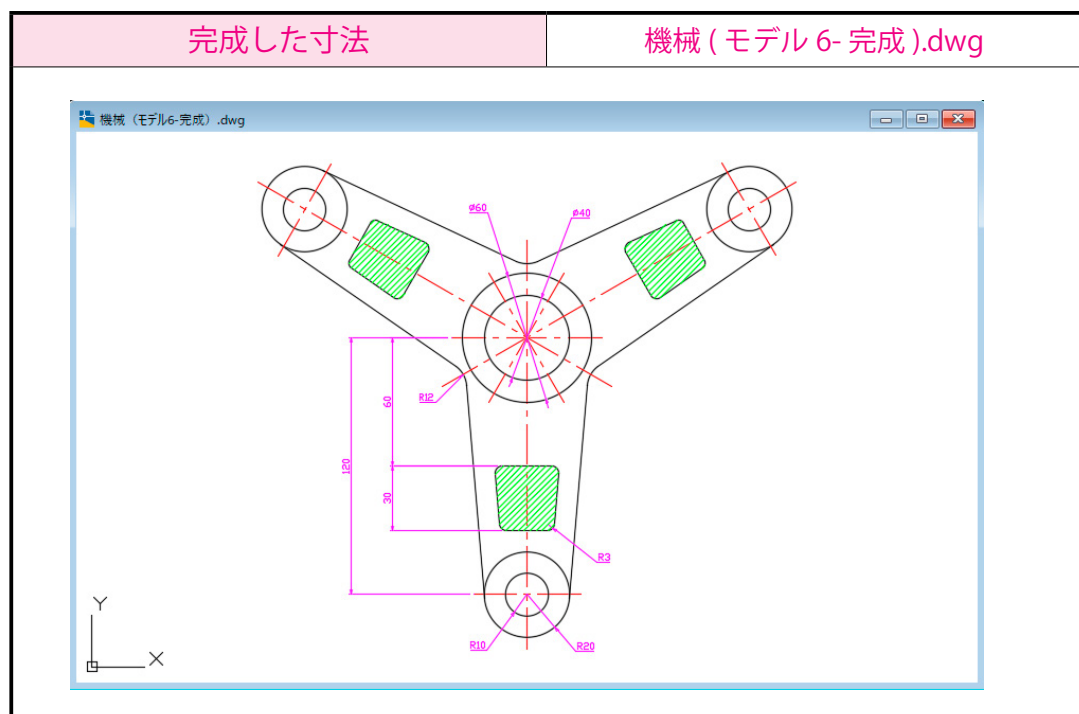 完成した寸法
機械 ( モデル 6- 完成 ).dwg
機械（モデル6-完成）.dwg
ø60
ø40
R12
60
120
30
R3
R10
R20
Y
X